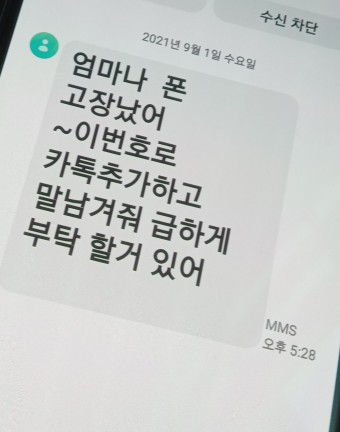 수신 차단
2021년 9월 1일 수요일
엄마나 폰
고장났어
~이번호로
카톡추가하고
말남겨줘 급하게
부탁 할거 있어
MMS
오후 5:28